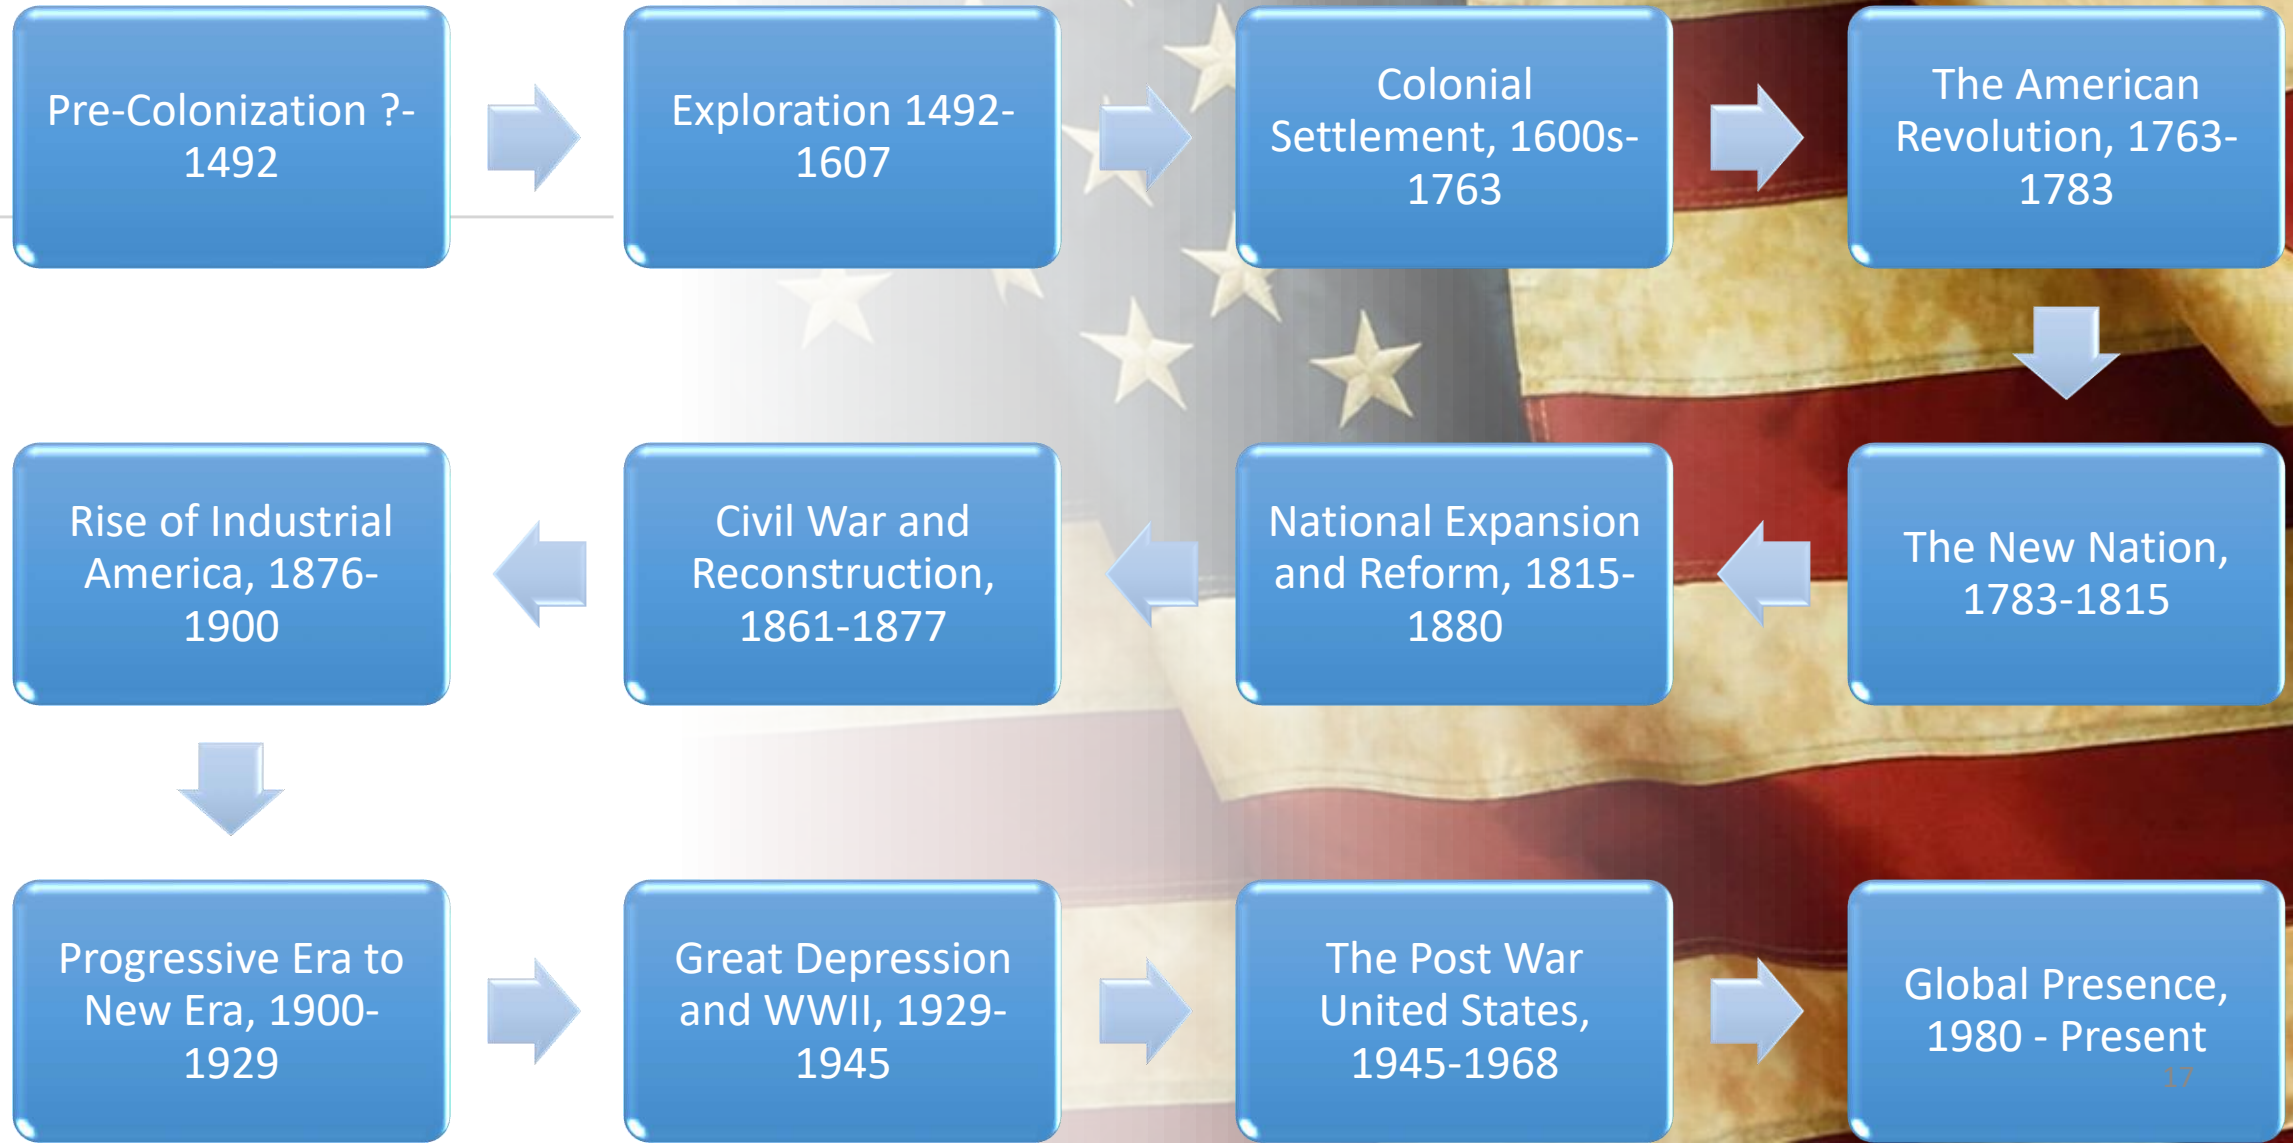 Pre-Colonization ?-
1492
Exploration 1492-
1607
Colonial
Settlement, 1600s-
1763
The American
Revolution, 1763-
1783
The New Nation,
1783-1815
National Expansion
and Reform, 1815-
1880
Civil War and
Reconstruction,
1861-1877
Rise of Industrial
America, 1876-
1900
Progressive Era to
New Era, 1900-
1929
Great Depression
and WWII, 1929-
1945
The Post War
United States,
1945-1968
Global Presence,
1980 - Present
17